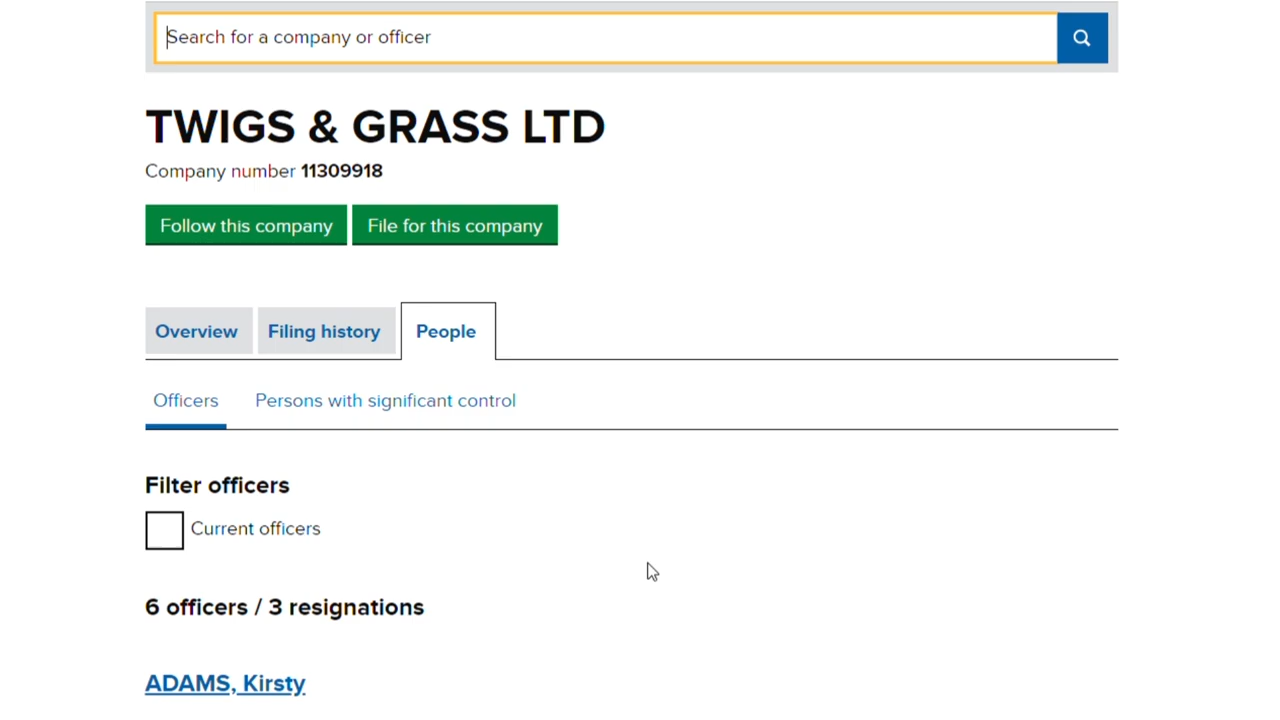 Search for a company or officer
TWIGS & GRASS LTD
Company number 11309918
Follow this company File for this company
Overview Filing history People
Officers Persons with significant control
Filter officers
Current officers
6 officers / 3 resignations
ADAMS, Kirsty